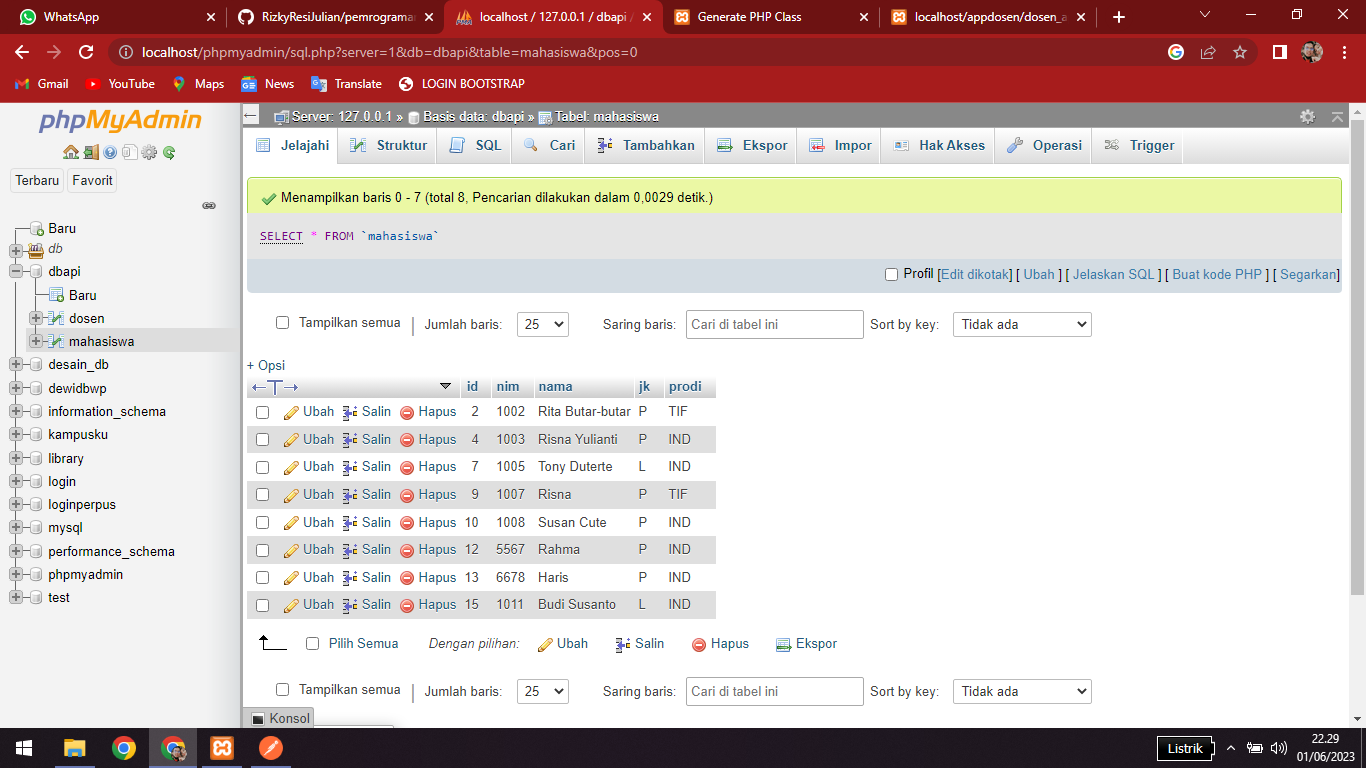 WhatsApp
RizkyResiJulian/pemrograma
localhost / 127.0.0.1 / dbapi /
Generate PHP Class
localhost/appdosen/dosen_a
localhost/phpmyadmin/sql.php?server=1&db=dbapi&table=mahasiswa&pos=0
Gmail YouTube Maps News Translate LOGIN BOOTSTRAP
phpMyAdmin
Terbaru Favorit
Baru
db
dbapi
Baru
dosen
mahasiswa
desain_db
dewidbwp
information_schema
kampusku
library
login
loginperpus
mysql
performance_schema
phpmyadmin
test
Server: 127.0.0.1 » Basis data: dbapi » Tabel: mahasiswa
Jelajahi Struktur SQL Cari Tambahkan Ekspor Impor Hak Akses Operasi Trigger
Menampilkan baris 0 - 7 (total 8, Pencarian dilakukan dalam 0,0029 detik.)
SELECT * FROM `mahasiswa`
Profil [Edit dikotak] [ Ubah ] [ Jelaskan SQL ] [ Buat kode PHP ] [ Segarkan]
Tampilkan semua | Jumlah baris: 25 Saring baris: Cari di tabel ini Sort by key: Tidak ada
+ Opsi
←T→ id nim nama jk prodi
Ubah Salin Hapus 2 1002 Rita Butar-butar P TIF
Ubah Salin Hapus 4 1003 Risna Yulianti P IND
Ubah Salin Hapus 7 1005 Tony Duterte L IND
Ubah Salin Hapus 9 1007 Risna P TIF
Ubah Salin Hapus 10 1008 Susan Cute P IND
Ubah Salin Hapus 12 5567 Rahma P IND
Ubah Salin Hapus 13 6678 Haris P IND
Ubah Salin Hapus 15 1011 Budi Susanto L IND
Pilih Semua Dengan pilihan: Ubah Salin Hapus Ekspor
Tampilkan semua | Jumlah baris: 25 Saring baris: Cari di tabel ini Sort by key: Tidak ada
Konsol
Listrik
22.29
01/06/2023